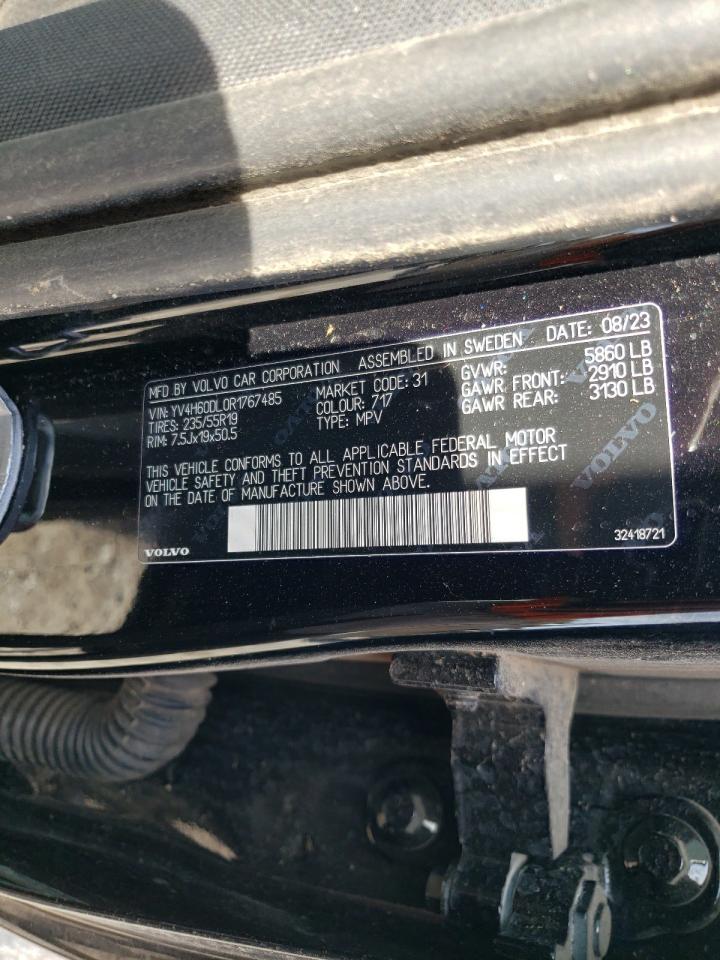 MFD BY VOLVO CAR CORPORATION ASSEMBLED IN SWEDEN DATE: 08/23
VIN: YV4H60DL0R1767485 MARKET CODE: 31 GVWR: 5860 LB
TIRES: 235/55R19 COLOUR: 717 GAWR FRONT: 2910 LB
RIM: 7.5Jx19x50.5 TYPE: MPV GAWR REAR: 3130 LB
THIS VEHICLE CONFORMS TO ALL APPLICABLE FEDERAL MOTOR
VEHICLE SAFETY AND THEFT PREVENTION STANDARDS IN EFFECT
ON THE DATE OF MANUFACTURE SHOWN ABOVE.
VOLVO 32418721